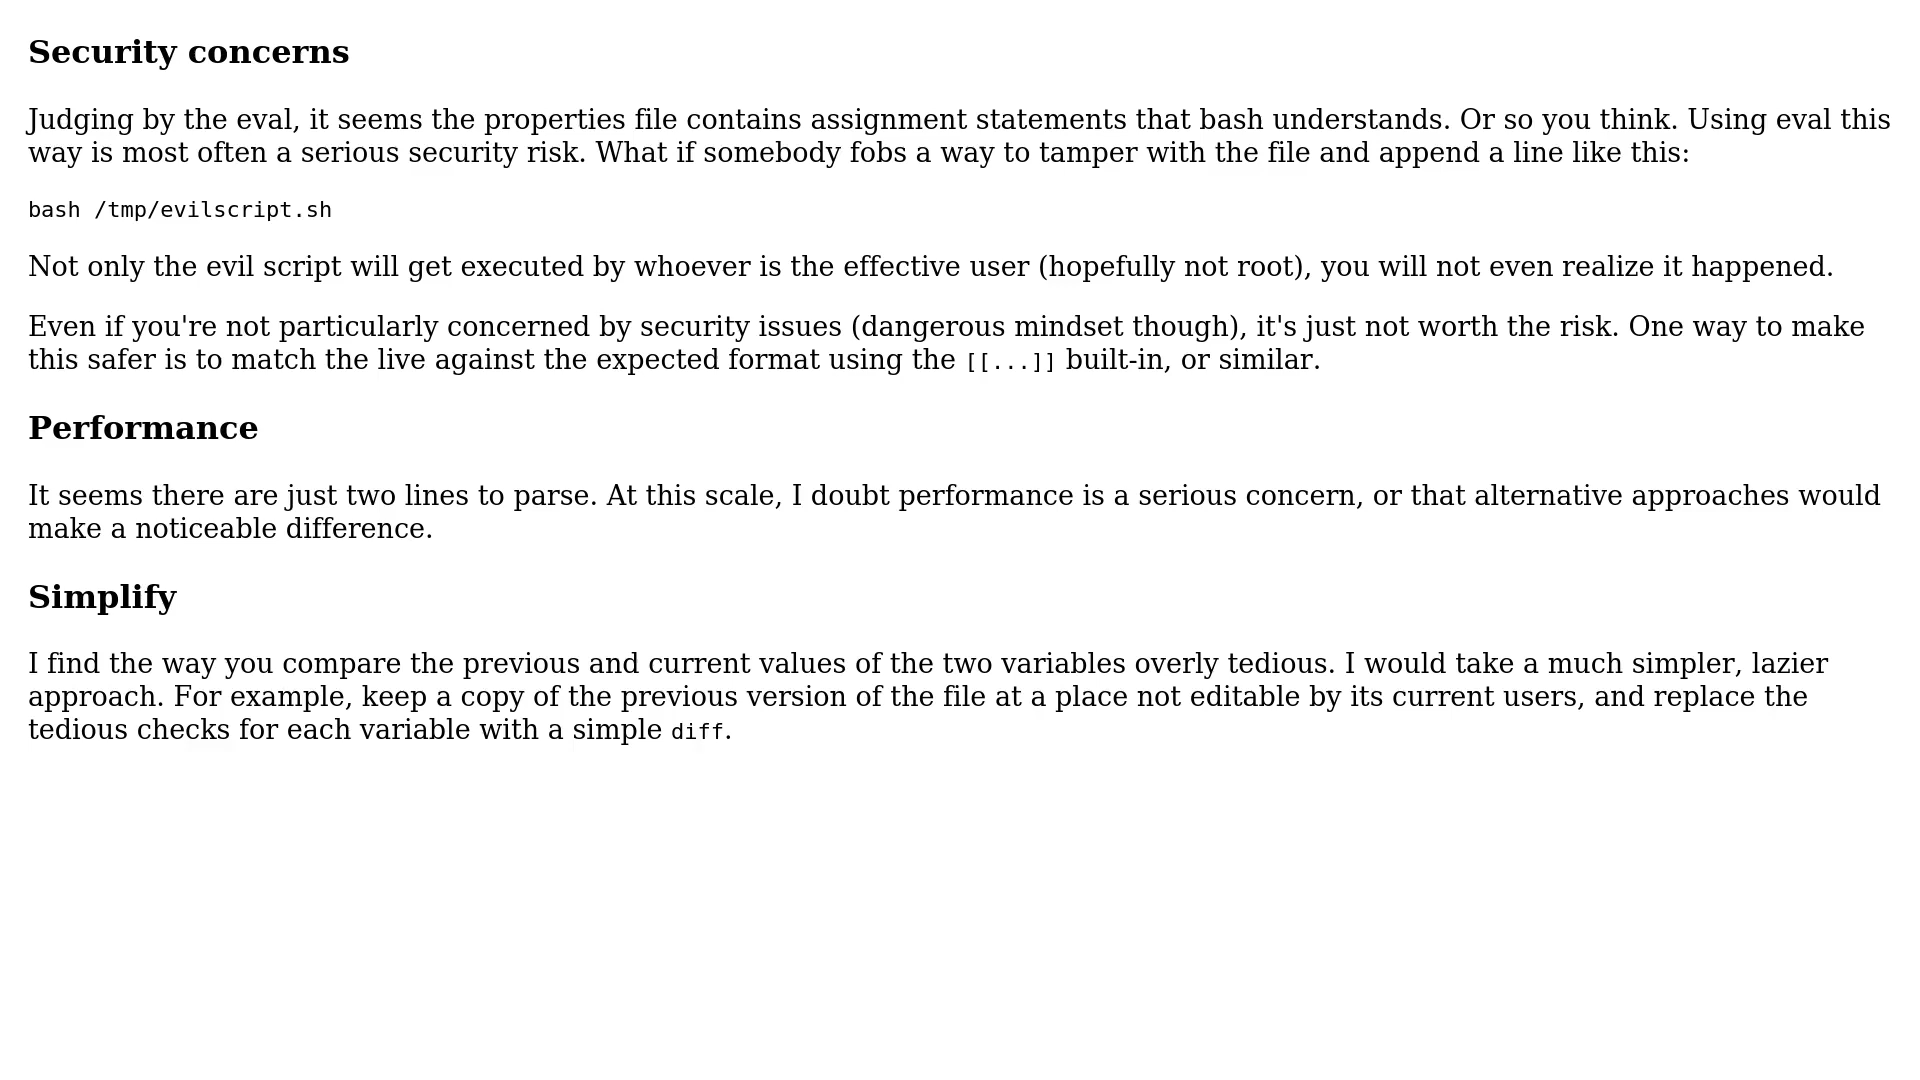 Security concerns
Judging by the eval, it seems the properties file contains assignment statements that bash understands. Or so you think. Using eval this
way is most often a serious security risk. What if somebody fobs a way to tamper with the file and append a line like this:
bash /tmp/evilscript.sh
Not only the evil script will get executed by whoever is the effective user (hopefully not root), you will not even realize it happened.
Even if you're not particularly concerned by security issues (dangerous mindset though), it's just not worth the risk. One way to make
this safer is to match the live against the expected format using the [[...]] built-in, or similar.
Performance
It seems there are just two lines to parse. At this scale, I doubt performance is a serious concern, or that alternative approaches would
make a noticeable difference.
Simplify
I find the way you compare the previous and current values of the two variables overly tedious. I would take a much simpler, lazier
approach. For example, keep a copy of the previous version of the file at a place not editable by its current users, and replace the
tedious checks for each variable with a simple diff.